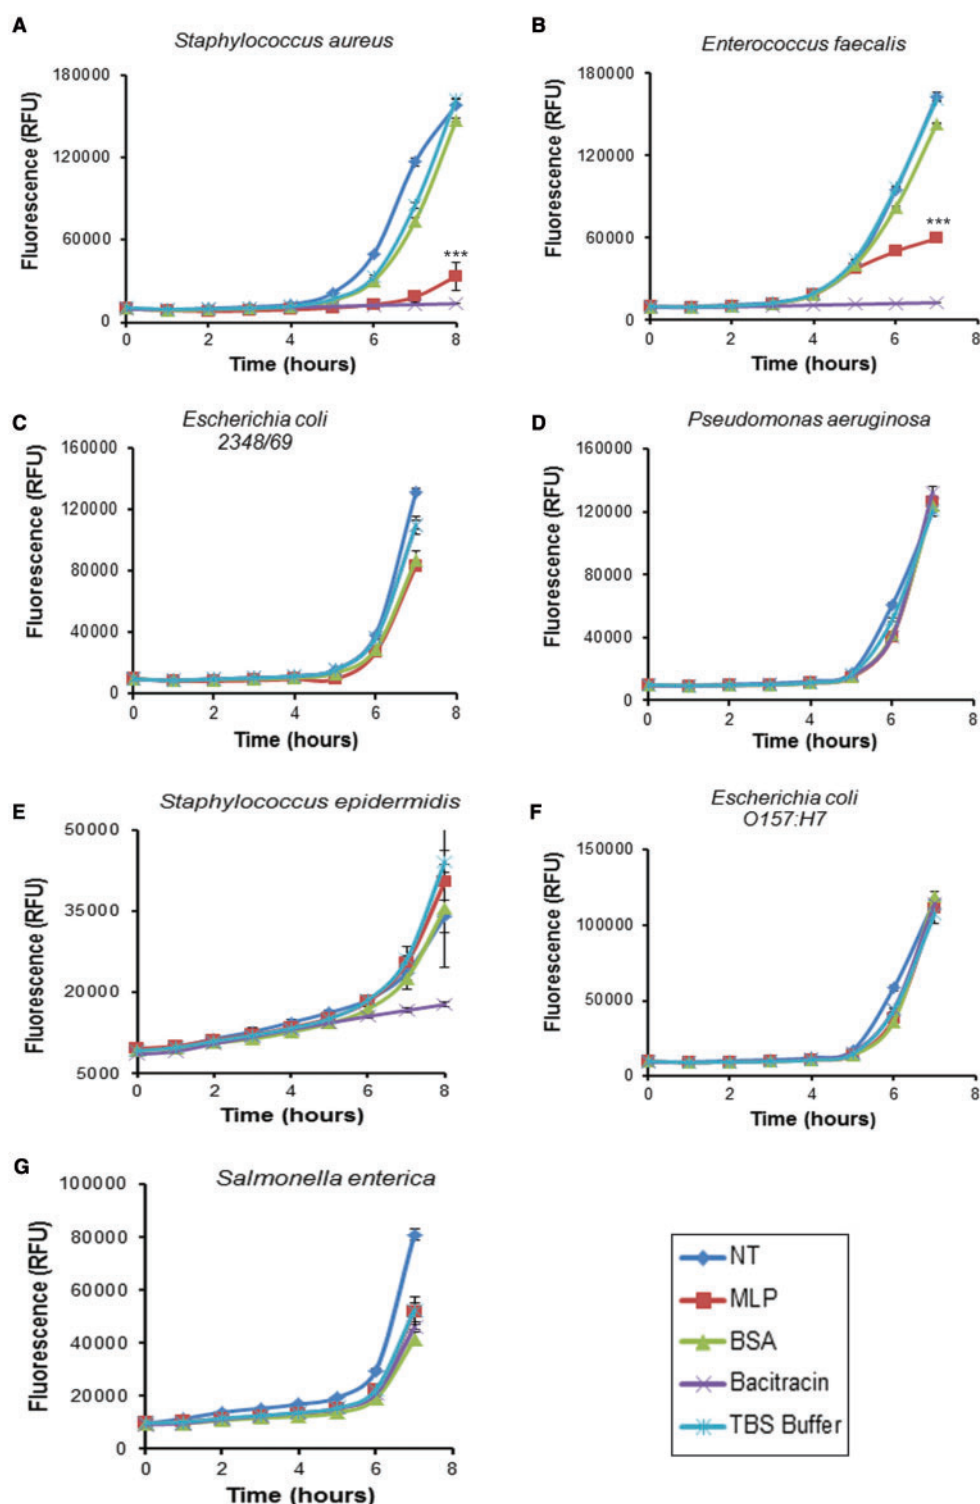 A
Staphylococcus aureus
Fluorescence (RFU)
180000
120000
60000
0
***
0 2 4 6 8
Time (hours)
B
Enterococcus faecalis
Fluorescence (RFU)
180000
120000
60000
0
***
0 2 4 6 8
Time (hours)
C
Escherichia coli
2348/69
Fluorescence (RFU)
160000
120000
80000
40000
0
0 2 4 6 8
Time (hours)
D
Pseudomonas aeruginosa
Fluorescence (RFU)
160000
120000
80000
40000
0
0 2 4 6 8
Time (hours)
E
Staphylococcus epidermidis
Fluorescence (RFU)
50000
35000
20000
5000
0 2 4 6 8
Time (hours)
F
Escherichia coli
O157:H7
Fluorescence (RFU)
150000
100000
50000
0
0 2 4 6 8
Time (hours)
G
Salmonella enterica
Fluorescence (RFU)
100000
80000
60000
40000
20000
0
0 2 4 6 8
Time (hours)
NT
MLP
BSA
Bacitracin
TBS Buffer